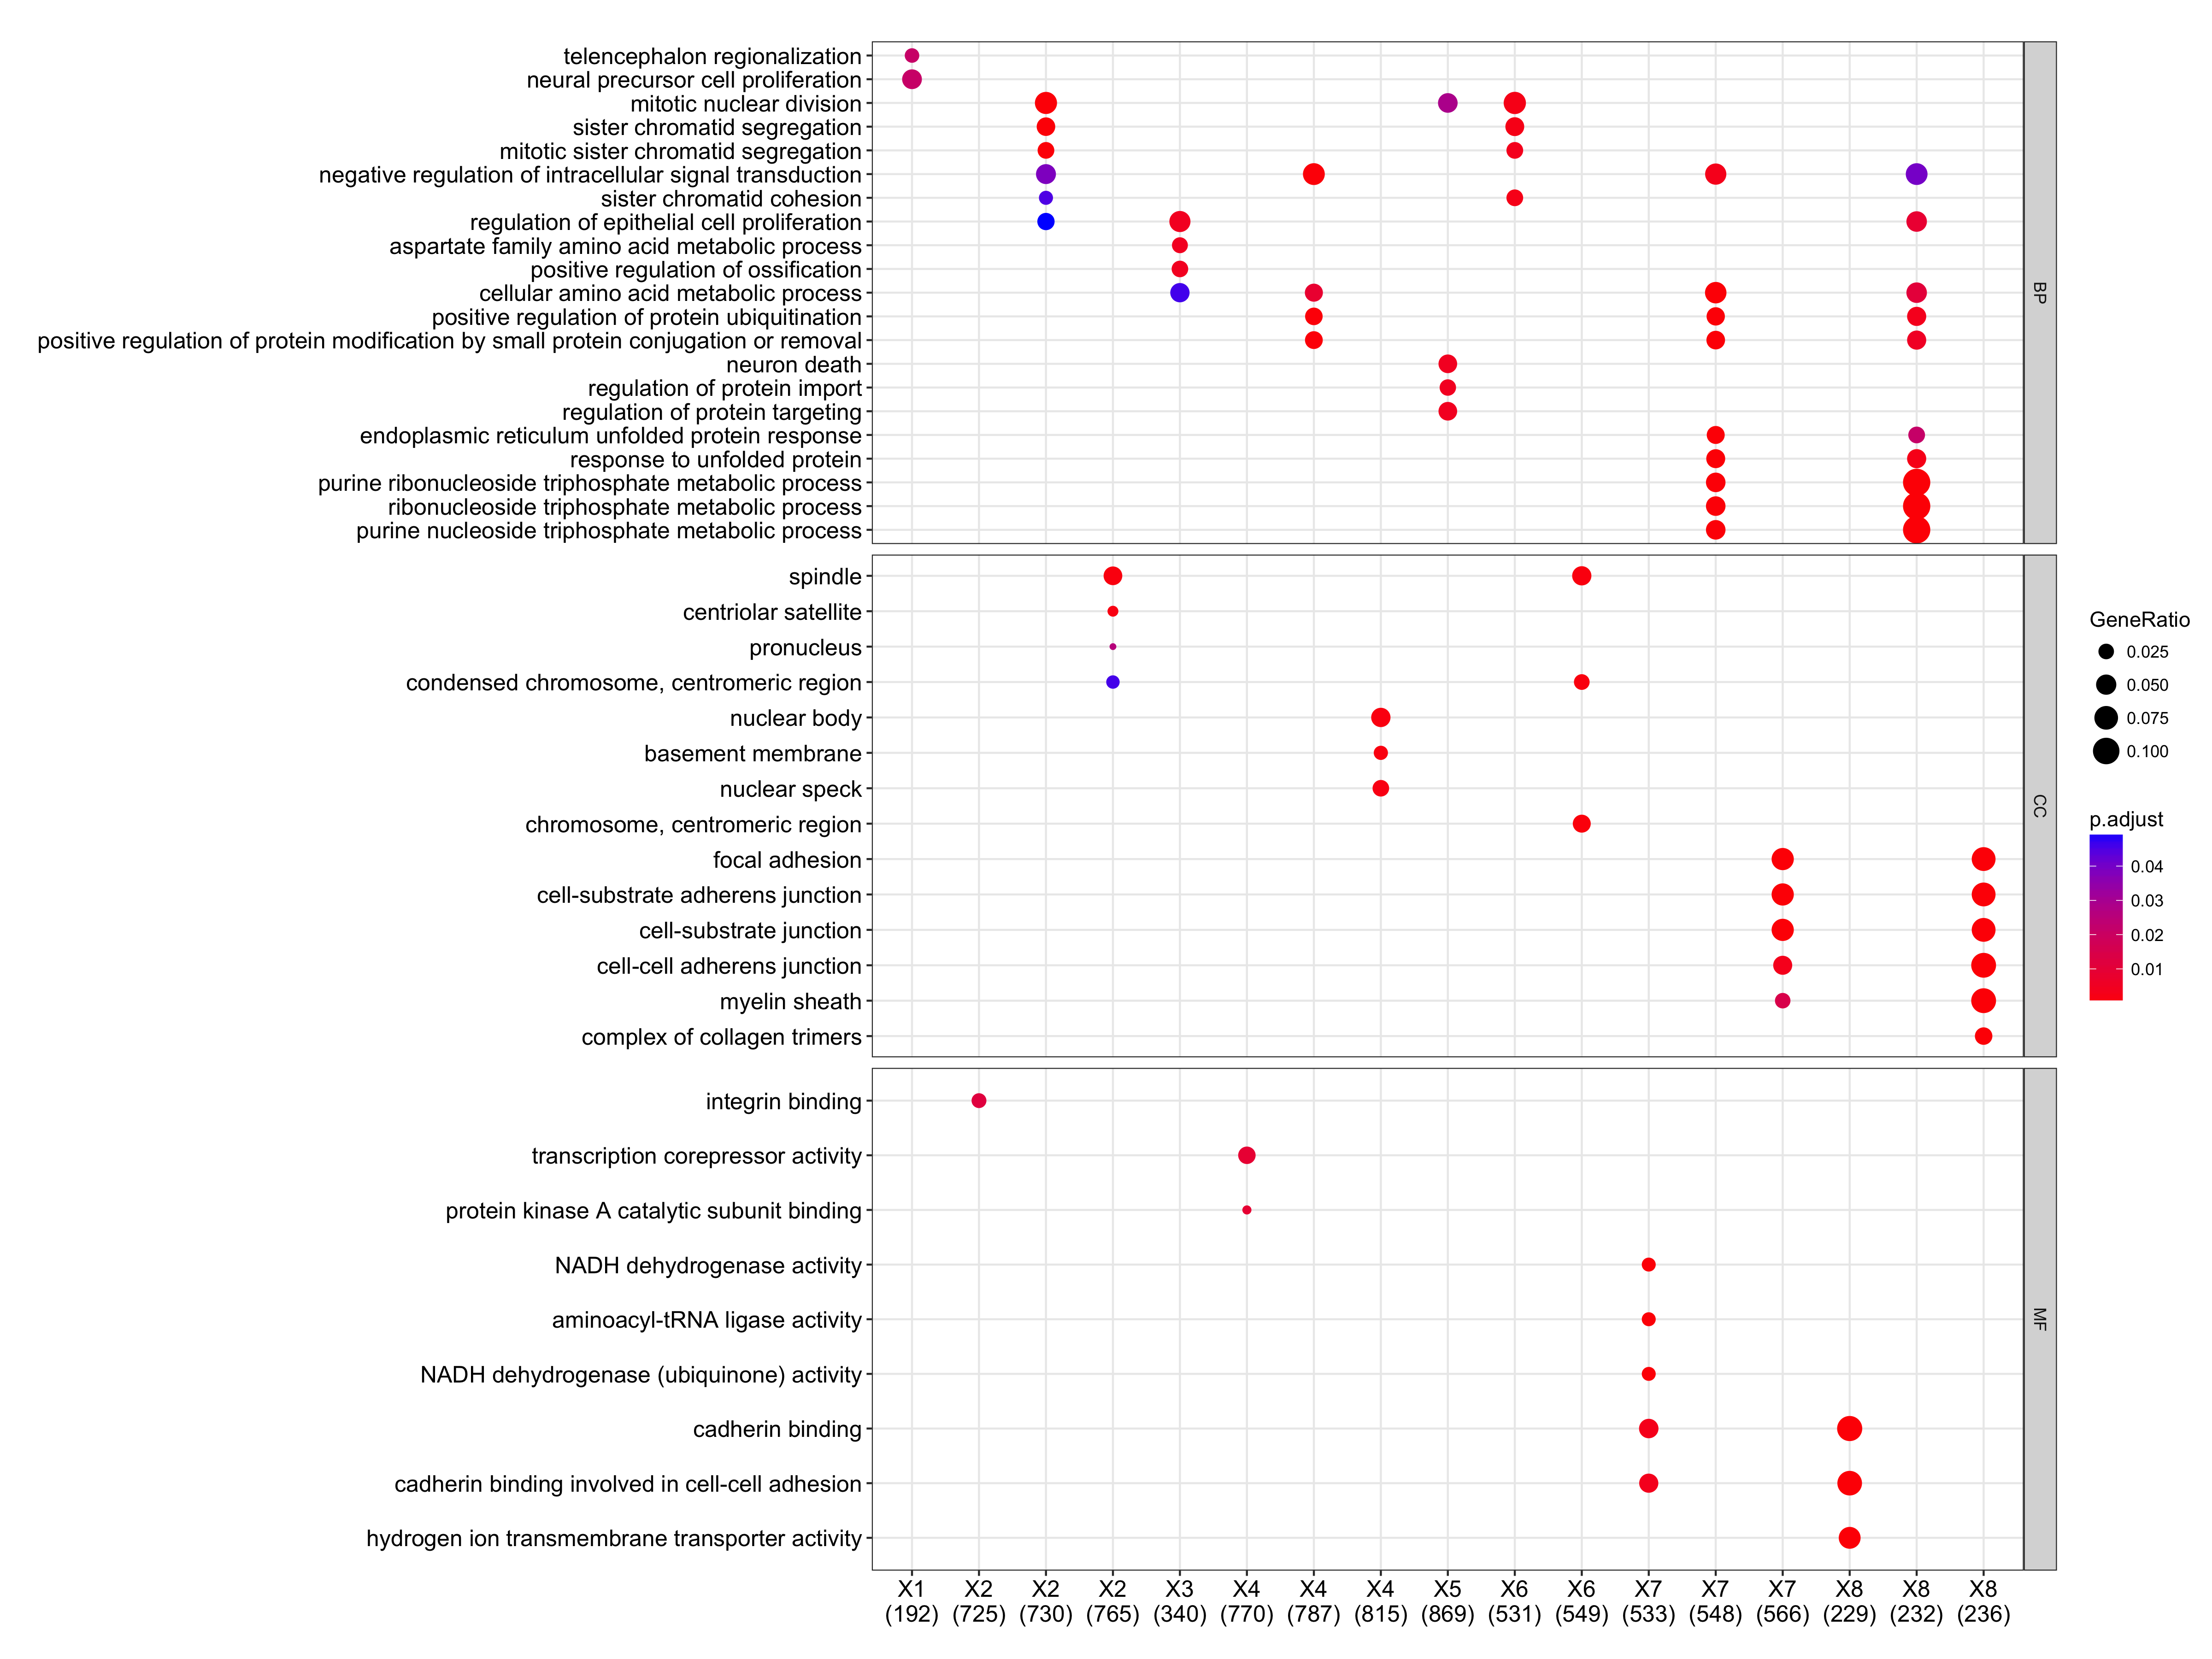 telencephalon regionalization
neural precursor cell proliferation
mitotic nuclear division
sister chromatid segregation
mitotic sister chromatid segregation
negative regulation of intracellular signal transduction
sister chromatid cohesion
regulation of epithelial cell proliferation
aspartate family amino acid metabolic process
positive regulation of ossification
cellular amino acid metabolic process
positive regulation of protein ubiquitination
positive regulation of protein modification by small protein conjugation or removal
neuron death
regulation of protein import
regulation of protein targeting
endoplasmic reticulum unfolded protein response
response to unfolded protein
purine ribonucleoside triphosphate metabolic process
ribonucleoside triphosphate metabolic process
purine nucleoside triphosphate metabolic process
BP
spindle
centriolar satellite
pronucleus
condensed chromosome, centromeric region
nuclear body
basement membrane
nuclear speck
chromosome, centromeric region
focal adhesion
cell-substrate adherens junction
cell-substrate junction
cell-cell adherens junction
myelin sheath
complex of collagen trimers
CC
integrin binding
transcription corepressor activity
protein kinase A catalytic subunit binding
NADH dehydrogenase activity
aminoacyl-tRNA ligase activity
NADH dehydrogenase (ubiquinone) activity
cadherin binding
cadherin binding involved in cell-cell adhesion
hydrogen ion transmembrane transporter activity
MF
X1 X2 X2 X2 X3 X4 X4 X4 X5 X6 X6 X7 X7 X7 X8 X8 X8
(192) (725) (730) (765) (340) (770) (787) (815) (869) (531) (549) (533) (548) (566) (229) (232) (236)
GeneRatio
0.025
0.050
0.075
0.100
p.adjust
0.04
0.03
0.02
0.01